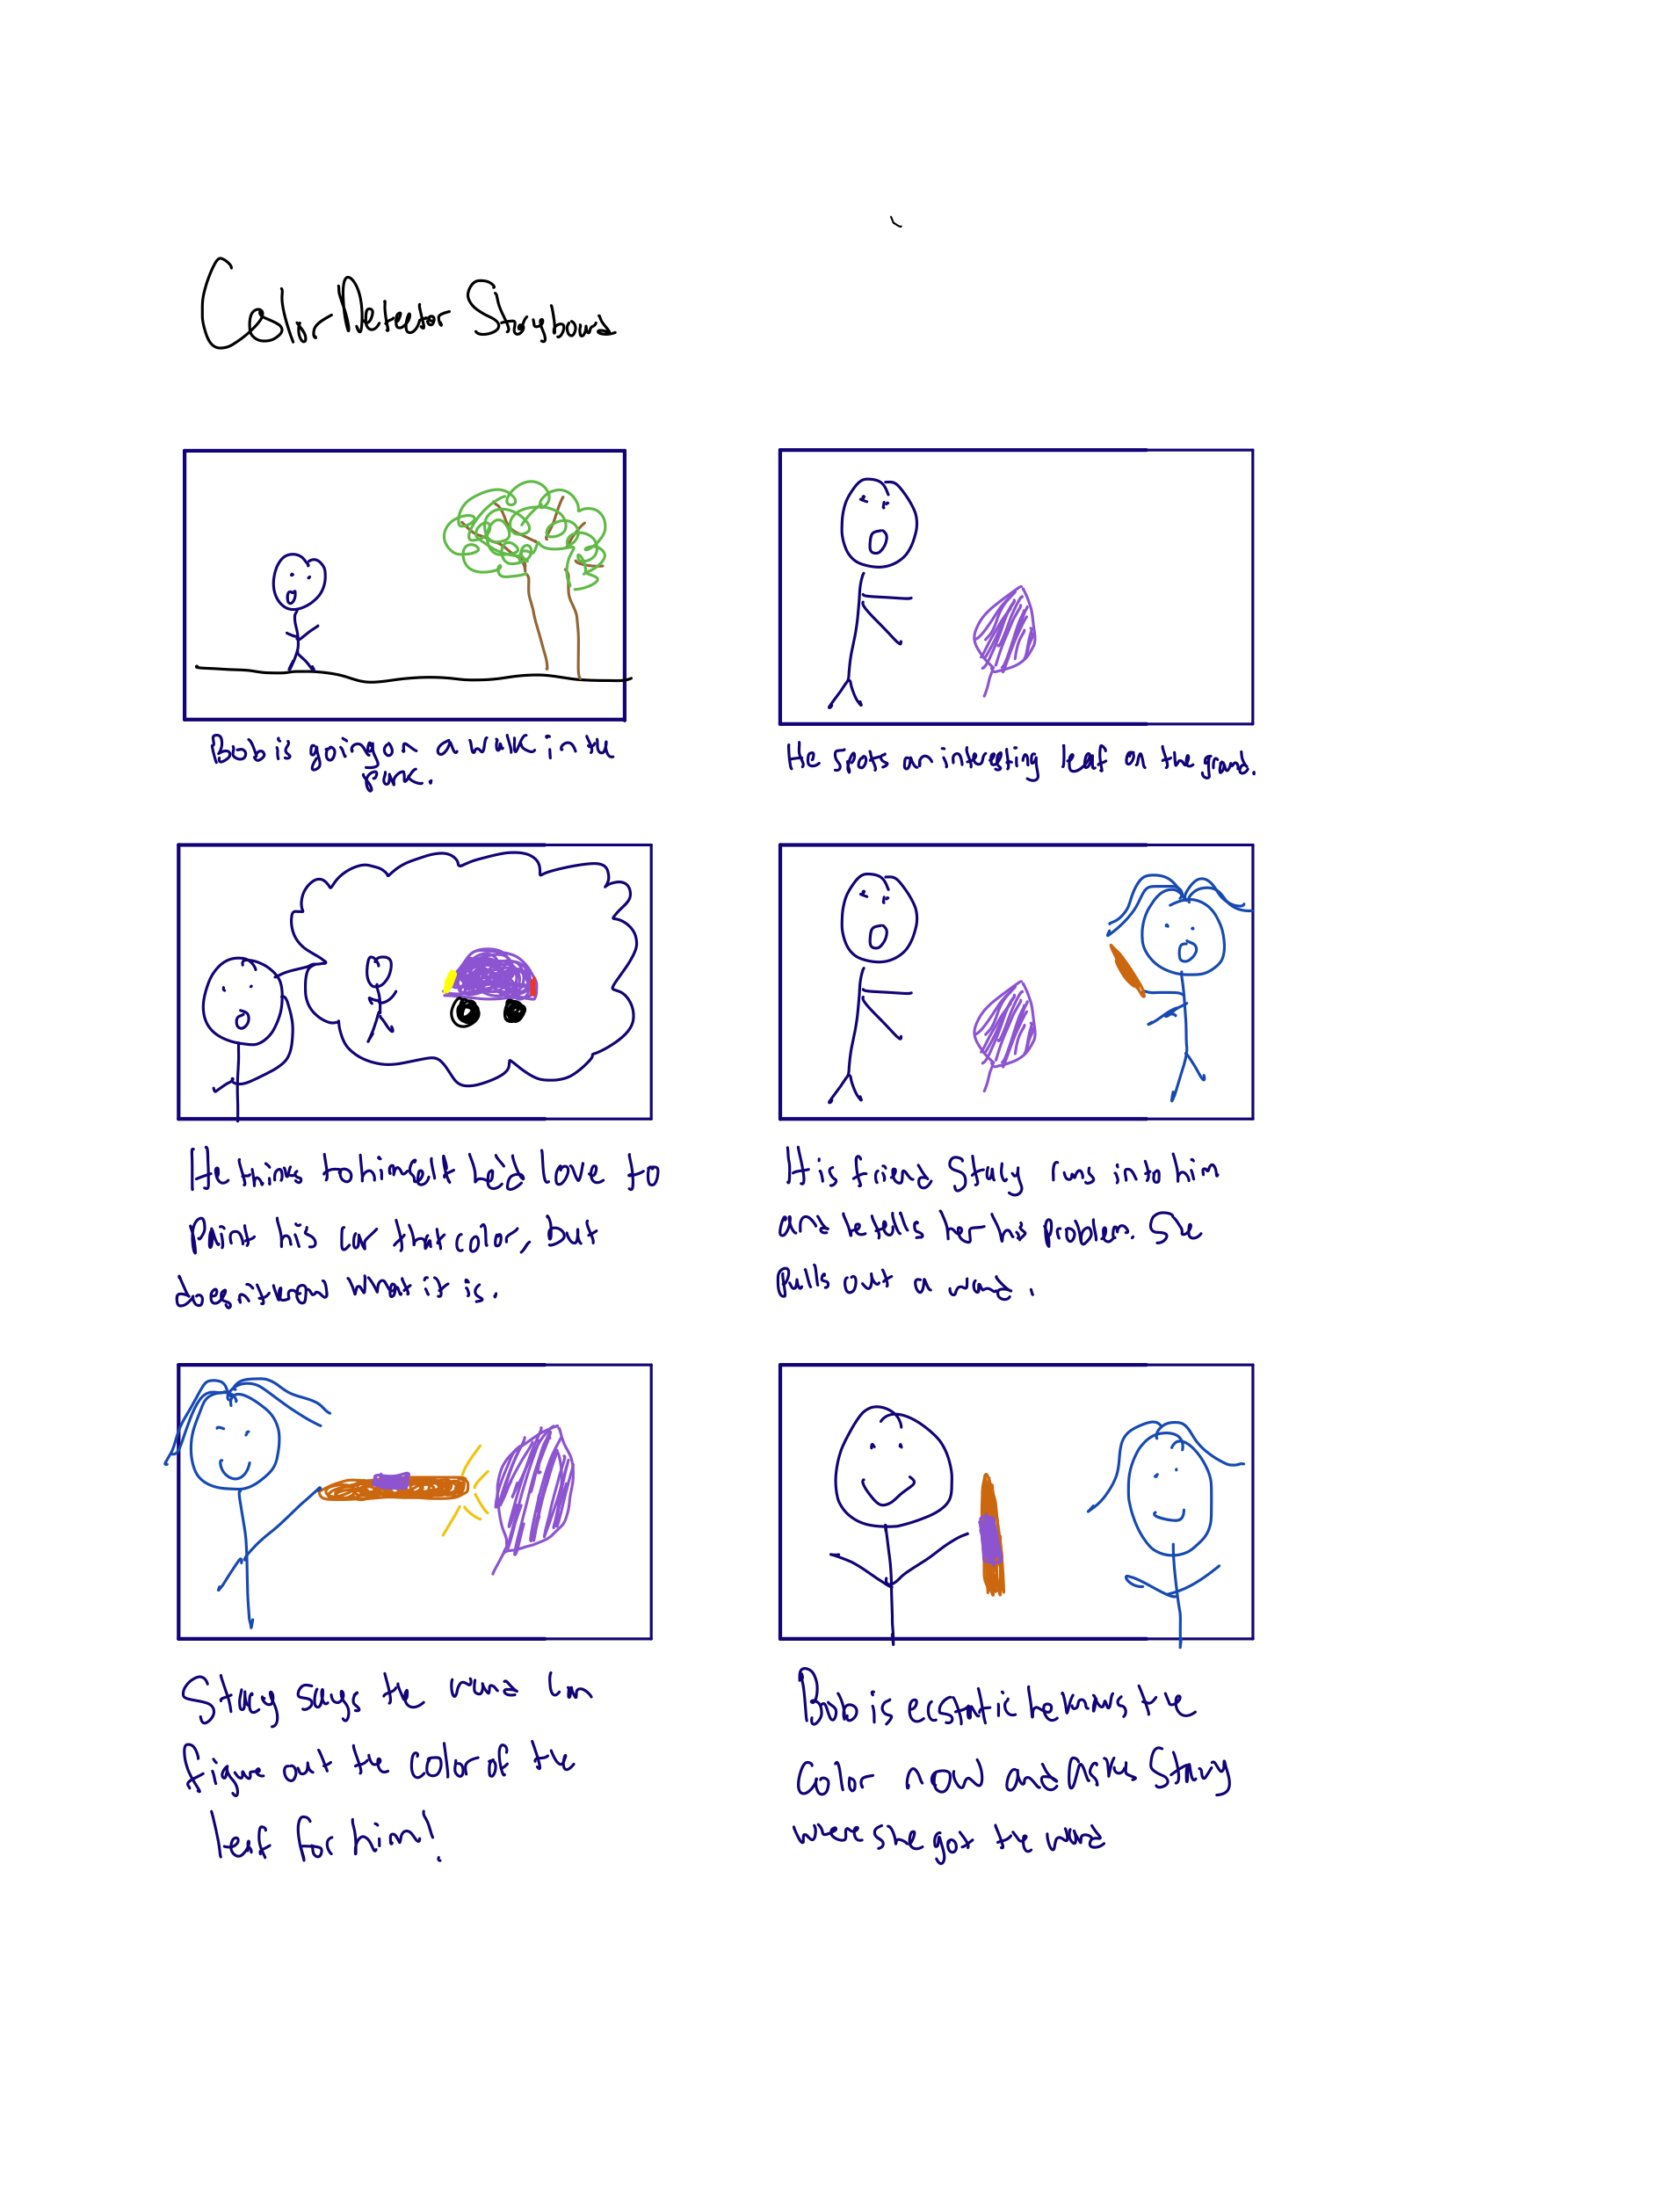 Color Detector Storyboard
Bob is going on a walk in the
park.
He spots an interesting leaf on the ground.
He thinks to himself he'd love to
paint his car that color, but
doesn't know what it is.
His friend Stacy runs into him
and he tells her his problem. She
pulls out a wand.
Stacy says the wand can
figure out the color of the
leaf for him!
Bob is ecstatic he knows the
color now and asks Stacy
where she got the wand